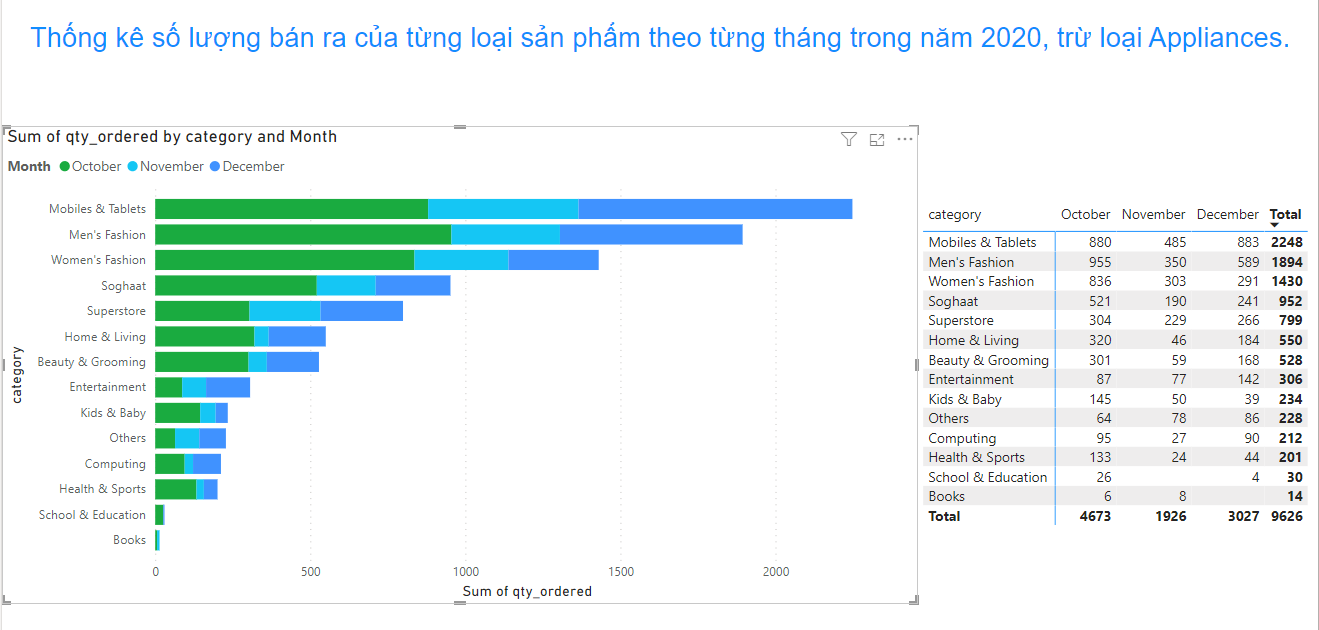 Thống kê số lượng bán ra của từng loại sản phẩm theo từng tháng trong năm 2020, trừ loại Appliances.
Sum of qty_ordered by category and Month
Month October November December
category
Mobiles & Tablets
Men's Fashion
Women's Fashion
Soghaat
Superstore
Home & Living
Beauty & Grooming
Entertainment
Kids & Baby
Others
Computing
Health & Sports
School & Education
Books
0 500 1000 1500 2000
Sum of qty_ordered
category October November December Total
Mobiles & Tablets 880 485 883 2248
Men's Fashion 955 350 589 1894
Women's Fashion 836 303 291 1430
Soghaat 521 190 241 952
Superstore 304 229 266 799
Home & Living 320 46 184 550
Beauty & Grooming 301 59 168 528
Entertainment 87 77 142 306
Kids & Baby 145 50 39 234
Others 64 78 86 228
Computing 95 27 90 212
Health & Sports 133 24 44 201
School & Education 26 4 30
Books 6 8 14
Total 4673 1926 3027 9626